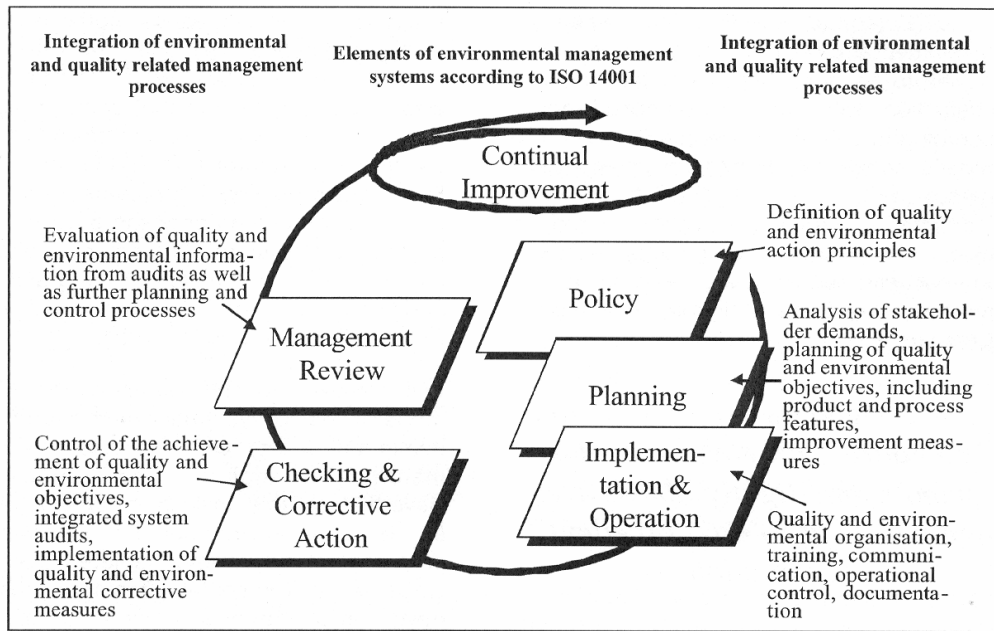 Integration of environmental
and quality related management
processes
Elements of environmental management
systems according to ISO 14001
Integration of environmental
and quality related management
processes
Continual
Improvement
Definition of quality
and environmental
action principles
Evaluation of quality and
environmental informa-
tion from audits as well
as further planning and
control processes
Policy
Management
Review
Analysis of stakehol-
der demands,
planning of quality
and environmental
objectives, including
product and process
features,
improvement meas-
ures
Planning
Control of the achieve-
ment of quality and
environmental
objectives,
integrated system
audits,
implementation of
quality and environ-
mental corrective
measures
Checking &
Corrective
Action
Implemen-
tation &
Operation
Quality and environ-
mental organisation,
training, communi-
cation, operational
control, documenta-
tion